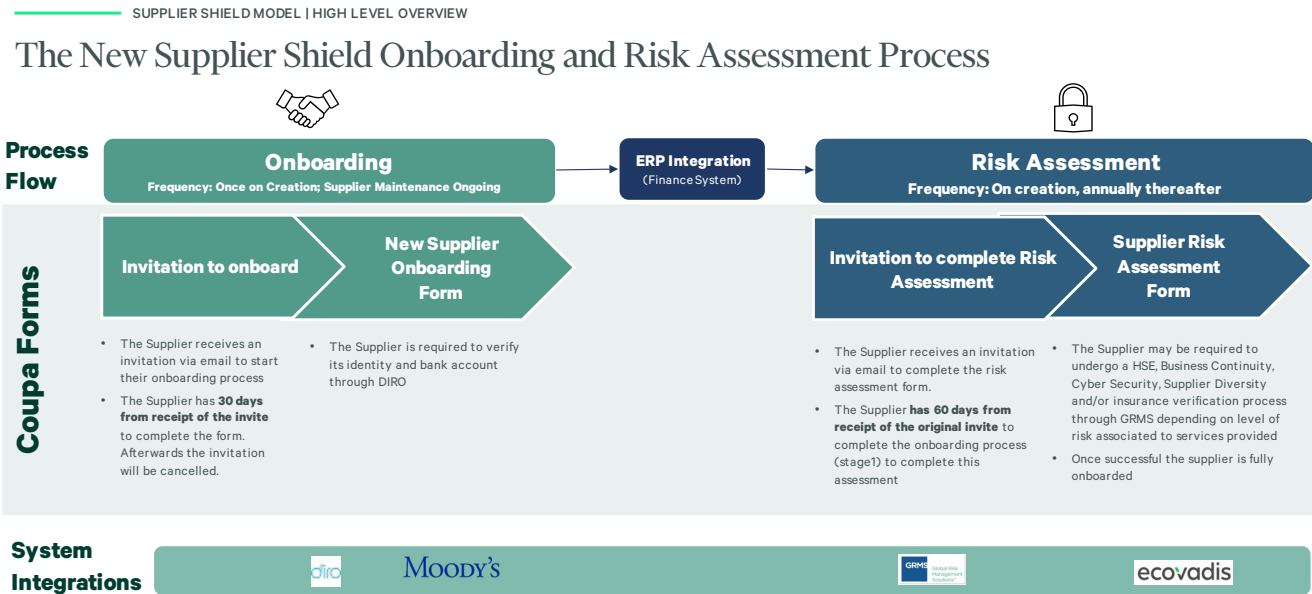 SUPPLIER SHIELD MODEL | HIGH LEVEL OVERVIEW
The New Supplier Shield Onboarding and Risk Assessment Process
Process
Flow
Onboarding
Frequency: Once on Creation; Supplier Maintenance Ongoing
ERP Integration
(Finance System)
Risk Assessment
Frequency: On creation, annually thereafter
Coupa Forms
Invitation to onboard
New Supplier
Onboarding
Form
Invitation to complete Risk
Assessment
Supplier Risk
Assessment
Form
• The Supplier receives an
invitation via email to start
their onboarding process
• The Supplier has 30 days
from receipt of the invite
to complete the form.
Afterwards the invitation
will be cancelled.
• The Supplier is required to verify
its identity and bank account
through DIRO
• The Supplier receives an invitation
via email to complete the risk
assessment form.
• The Supplier has 60 days from
receipt of the original invite to
complete the onboarding process
(stage1) to complete this
assessment
• The Supplier may be required to
undergo a HSE, Business Continuity,
Cyber Security, Supplier Diversity
and/or insurance verification process
through GRMS depending on level of
risk associated to services provided
• Once successful the supplier is fully
onboarded
System
Integrations
diro
MOODY'S
GRMS
Global Risk
Management
Solutions
ecovadis